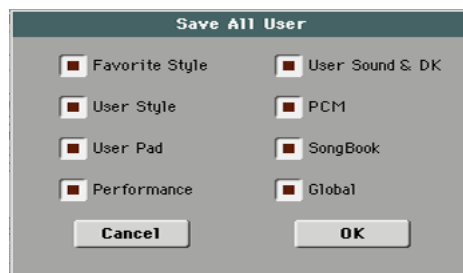 Save All User
Favorite Style
User Sound & DK
User Style
PCM
User Pad
SongBook
Performance
Global
Cancel
OK